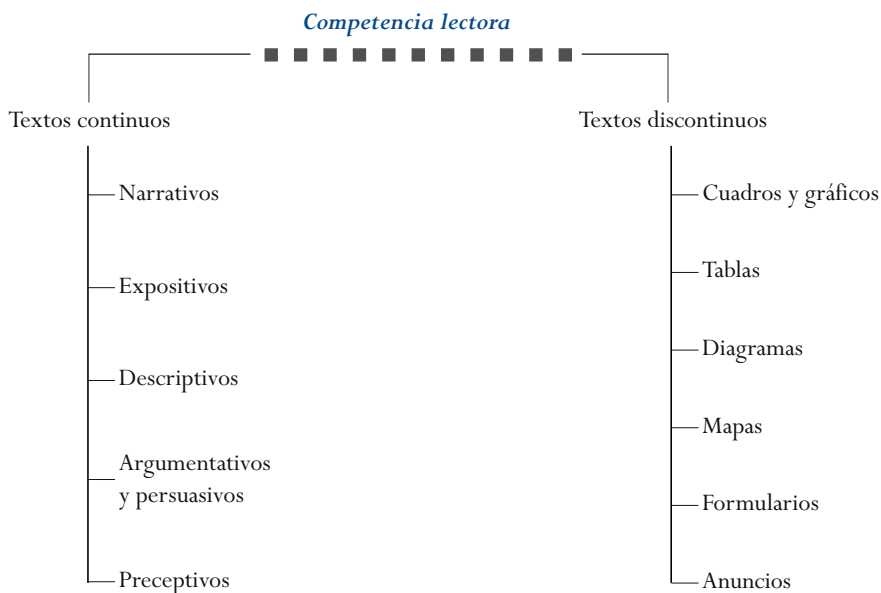 Competencia lectora
Textos continuos
Narrativos
Expositivos
Descriptivos
Argumentativos
y persuasivos
Preceptivos
Textos discontinuos
Cuadros y gráficos
Tablas
Diagramas
Mapas
Formularios
Anuncios